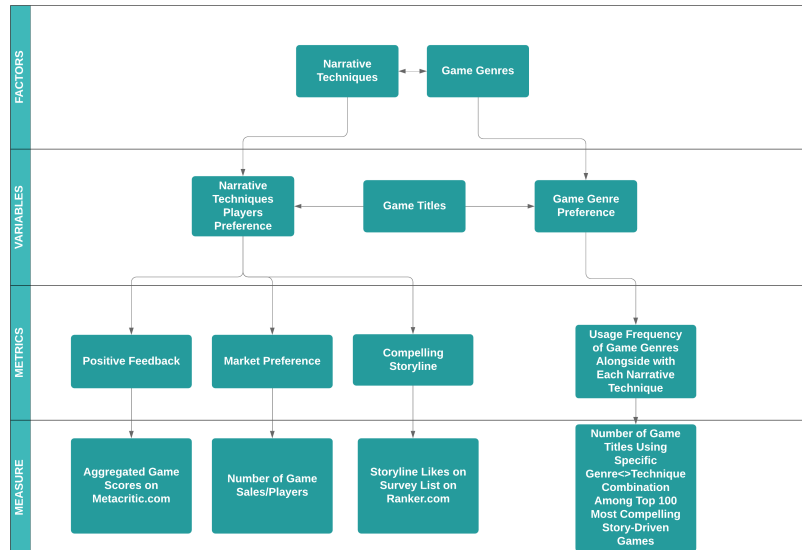 FACTORS
Narrative
Techniques
Game Genres
VARIABLES
Narrative
Techniques
Players
Preference
Game Titles
Game Genre
Preference
METRICS
Positive Feedback
Market Preference
Compelling
Storyline
Usage Frequency
of Game Genres
Alongside with
Each Narrative
Technique
MEASURE
Aggregated Game
Scores on
Metacritic.com
Number of Game
Sales/Players
Storyline Likes on
Survey List on
Ranker.com
Number of Game
Titles Using
Specific
Genre<>Technique
Combination
Among Top 100
Most Compelling
Story-Driven
Games